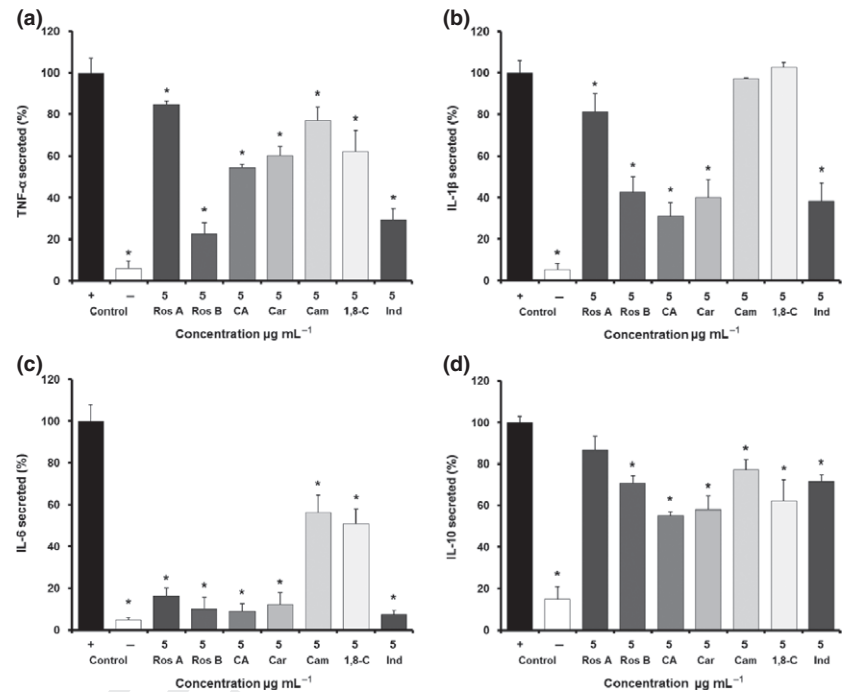 (a)
120
100
80
60
40
20
0
TNF-α secreted (%)
* * * * * * * *
+ – 5 5 5 5 5 5 5
Control Ros A Ros B CA Car Cam 1,8-C Ind
Concentration µg mL⁻¹
(b)
120
100
80
60
40
20
0
IL-1β secreted (%)
* * * * * *
+ – 5 5 5 5 5 5 5
Control Ros A Ros B CA Car Cam 1,8-C Ind
Concentration µg mL⁻¹
(c)
120
100
80
60
40
20
0
IL-6 secreted (%)
* * * * * * * *
+ – 5 5 5 5 5 5 5
Control Ros A Ros B CA Car Cam 1,8-C Ind
Concentration µg mL⁻¹
(d)
120
100
80
60
40
20
0
IL-10 secreted (%)
* * * * * * *
+ – 5 5 5 5 5 5 5
Control Ros A Ros B CA Car Cam 1,8-C Ind
Concentration µg mL⁻¹